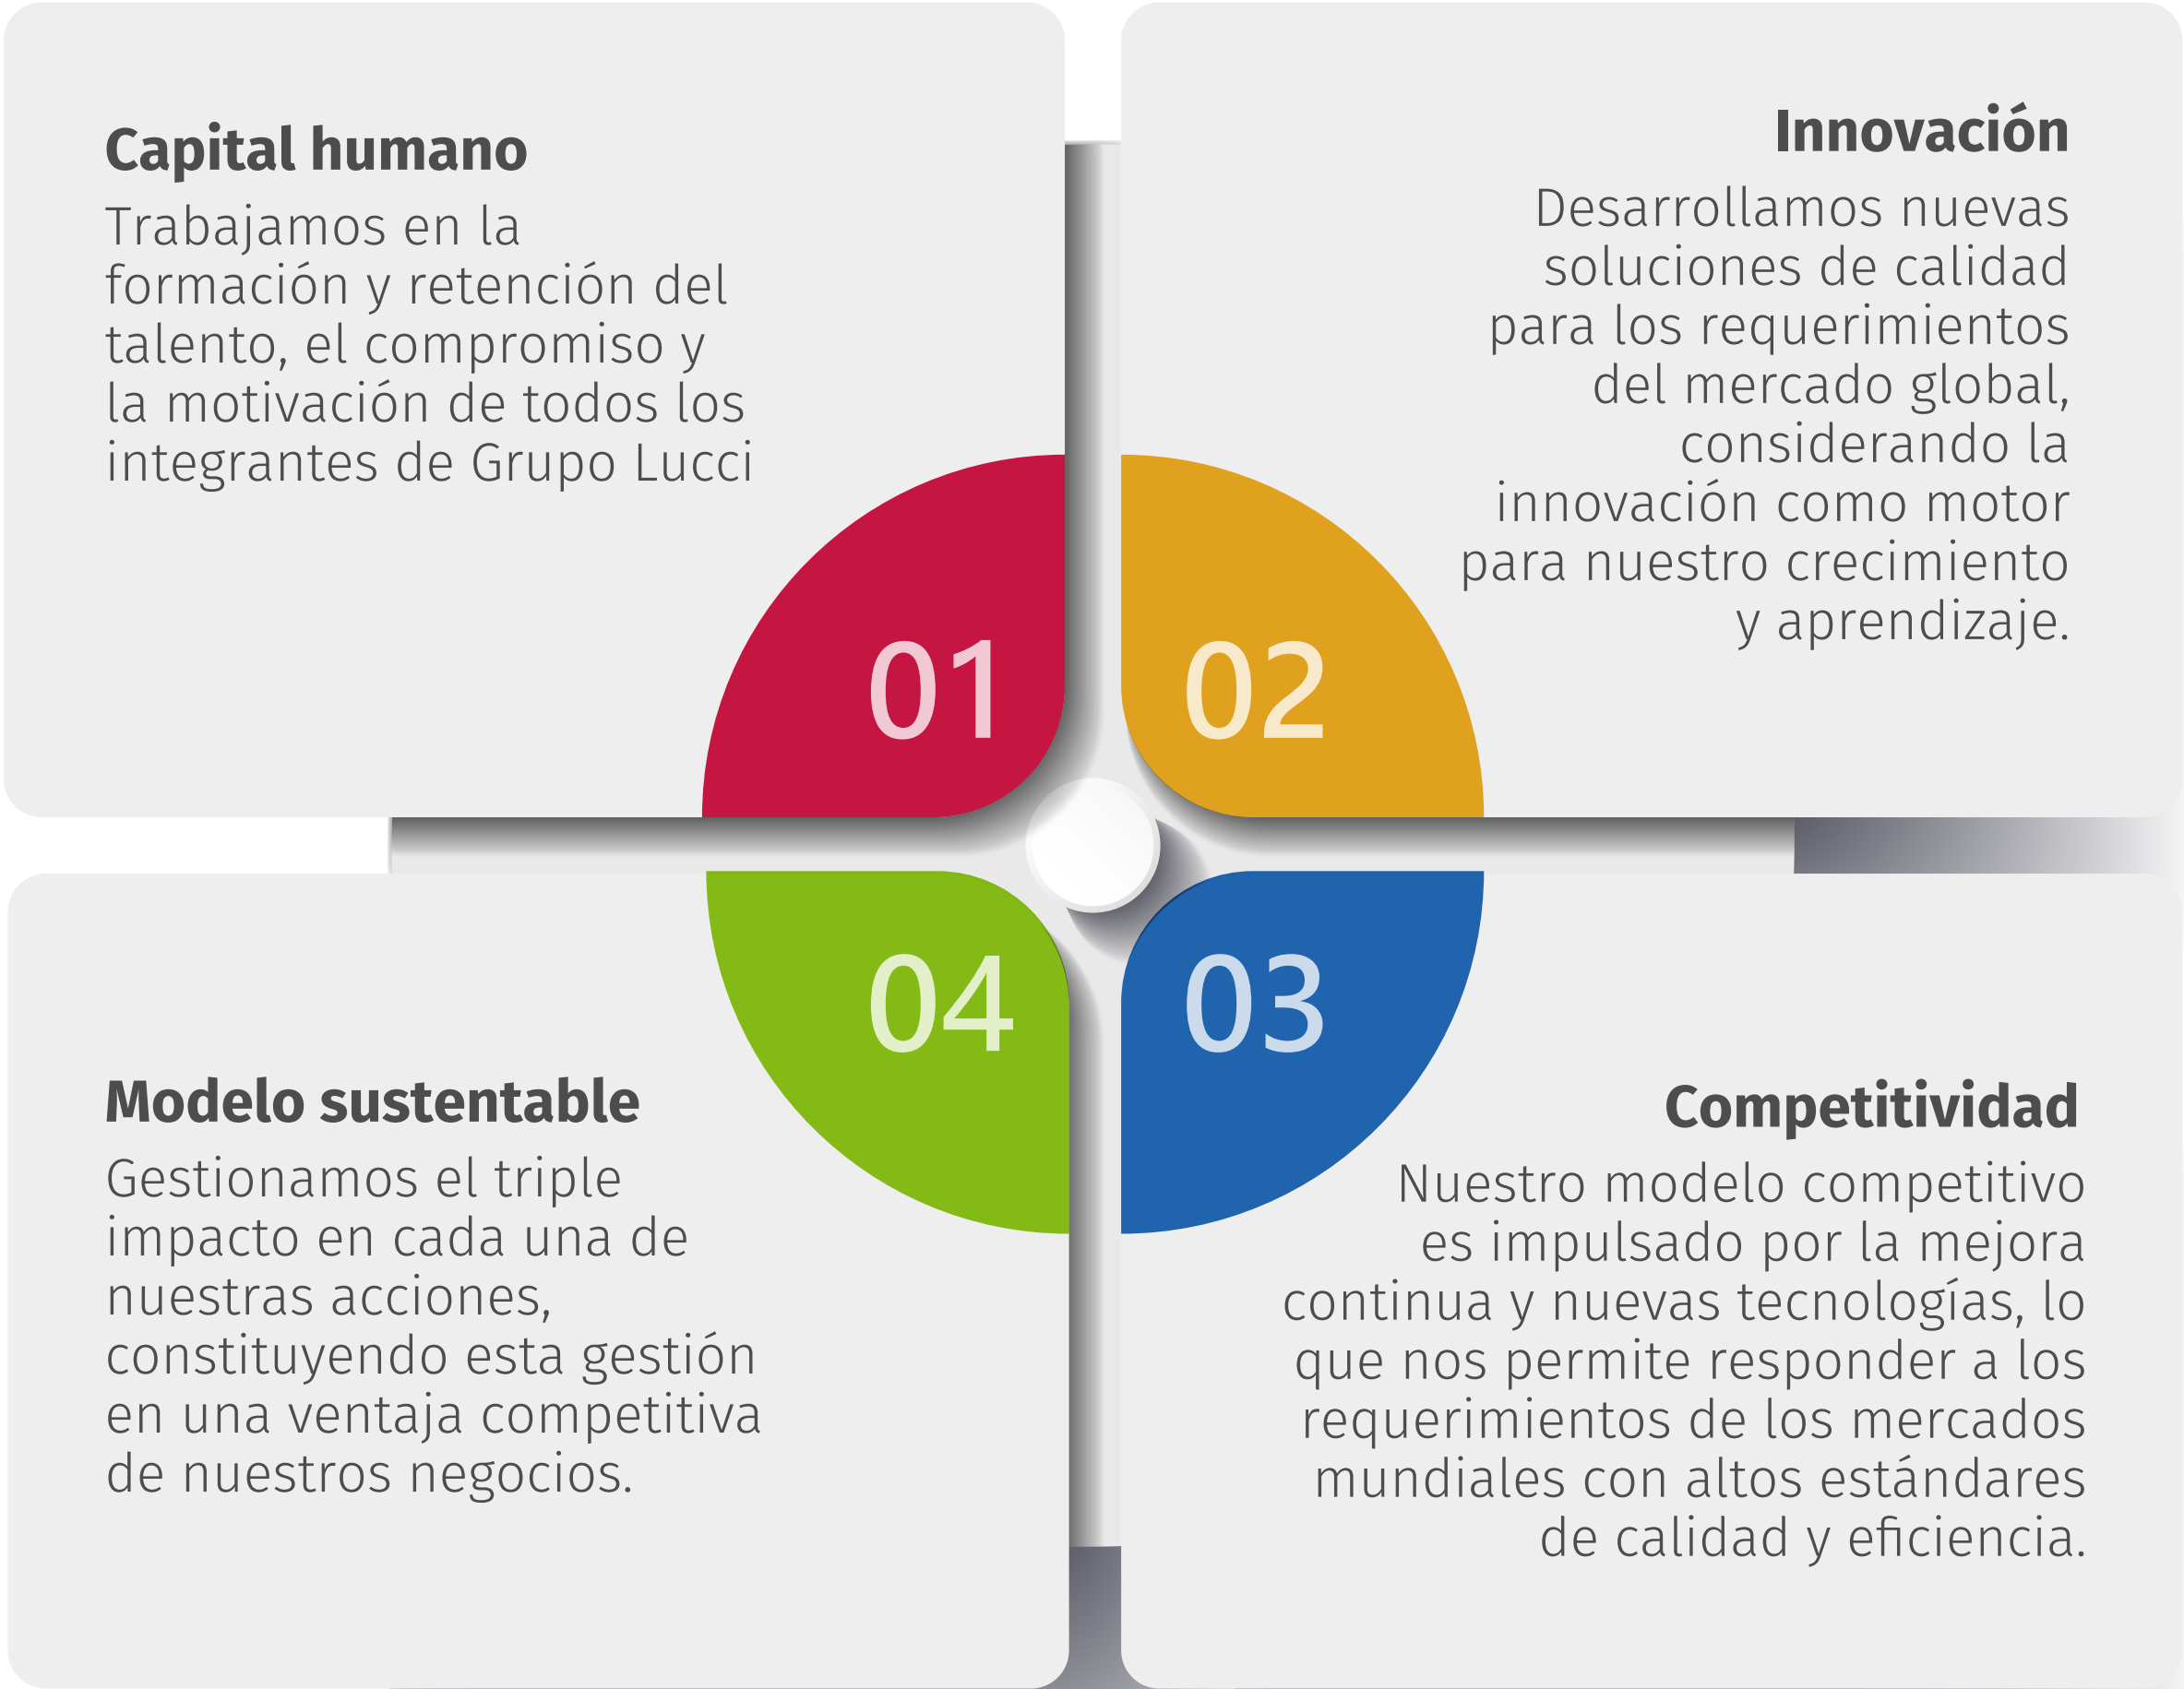 Capital humano
Trabajamos en la
formación y retención del
talento, el compromiso y
la motivación de todos los
integrantes de Grupo Lucci
01
Innovación
Desarrollamos nuevas
soluciones de calidad
para los requerimientos
del mercado global,
considerando la
innovación como motor
para nuestro crecimiento
y aprendizaje.
02
03
Competitividad
Nuestro modelo competitivo
es impulsado por la mejora
continua y nuevas tecnologías, lo
que nos permite responder a los
requerimientos de los mercados
mundiales con altos estándares
de calidad y eficiencia.
04
Modelo sustentable
Gestionamos el triple
impacto en cada una de
nuestras acciones,
constituyendo esta gestión
en una ventaja competitiva
de nuestros negocios.